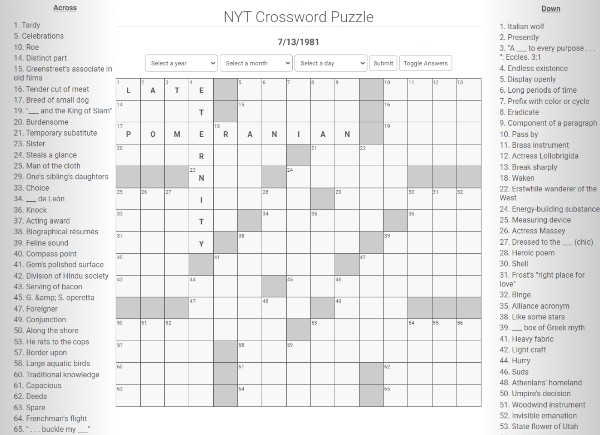 Across
1. Tardy
5. Celebrations
10. Roe
14. Distinct part
15. Greenstreet's associate in
old films
16. Tender cut of meat
17. Breed of small dog
19. "___ and the King of Siam"
20. Burdensome
21. Temporary substitute
23. Sister
24. Steals a glance
25. Man of the cloth
29. One's sibling's daughters
33. Choice
34. ___ de León
36. Knock
37. Acting award
38. Biographical résumés
39. Feline sound
40. Compass point
41. Gem's polished surface
42. Division of Hindu society
43. Serving of bacon
45. G. &amp; S. operetta
47. Foreigner
49. Conjunction
50. Along the shore
53. He rats to the cops
57. Border upon
58. Large aquatic birds
60. Traditional knowledge
61. Capacious
62. Deeds
63. Spare
64. Frenchman's flight
65. " . . . buckle my ___"
NYT Crossword Puzzle
7/13/1981
Select a year Select a month Select a day Submit Toggle Answers
1 L 2 A 3 T 4 E 5 6 7 8 9 10 11 12 13
14 T 15 16
17 P O M E 18 R A N I A N 19
20 R 21 22
23 N 24
25 26 27 I 28 29 30 31 32
33 T 34 35 36
37 Y 38 39
40 41 42
43 44 45 46
47 48 49
50 51 52 53 54 55 56
57 58 59
60 61 62
63 64 65
Down
1. Italian wolf
2. Presently
3. "A ___ to every purpose . . .
": Eccles. 3:1
4. Endless existence
5. Display openly
6. Long periods of time
7. Prefix with color or cycle
8. Eradicate
9. Component of a paragraph
10. Pass by
11. Brass instrument
12. Actress Lollobrigida
13. Break sharply
18. Waken
22. Erstwhile wanderer of the
West
24. Energy-building substance
25. Measuring device
26. Actress Massey
27. Dressed to the ___ (chic)
28. Heroic poem
30. Shell
31. Frost's "right place for
love"
32. Binge
35. Alliance acronym
38. Like some stars
39. ___ box of Greek myth
41. Heavy fabric
42. Light craft
44. Hurry
46. Suds
48. Athenians' homeland
50. Umpire's decision
51. Woodwind instrument
52. Invisible emanation
53. State flower of Utah